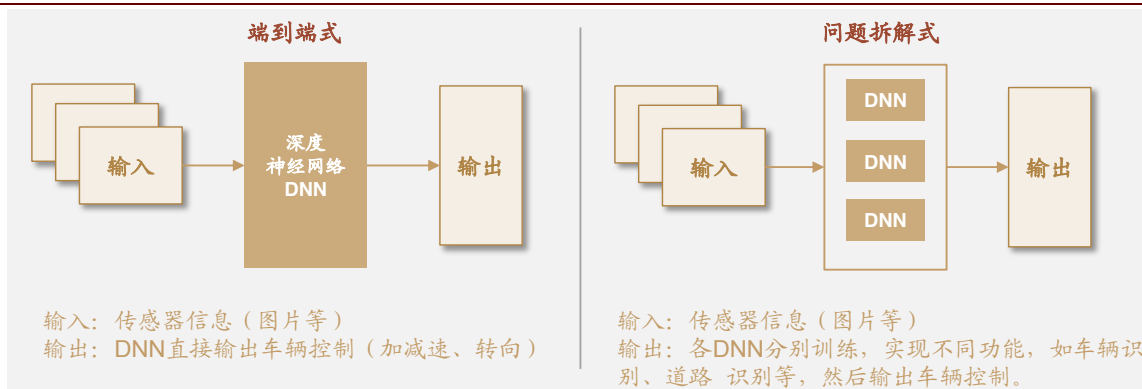 端到端式
输入
深度
神经网络
DNN
输出
输入：传感器信息（图片等）
输出：DNN直接输出车辆控制（加减速、转向）
问题拆解式
输入
DNN
DNN
DNN
输出
输入：传感器信息（图片等）
输出：各DNN分别训练，实现不同功能，如车辆识
别、道路 识别等，然后输出车辆控制。